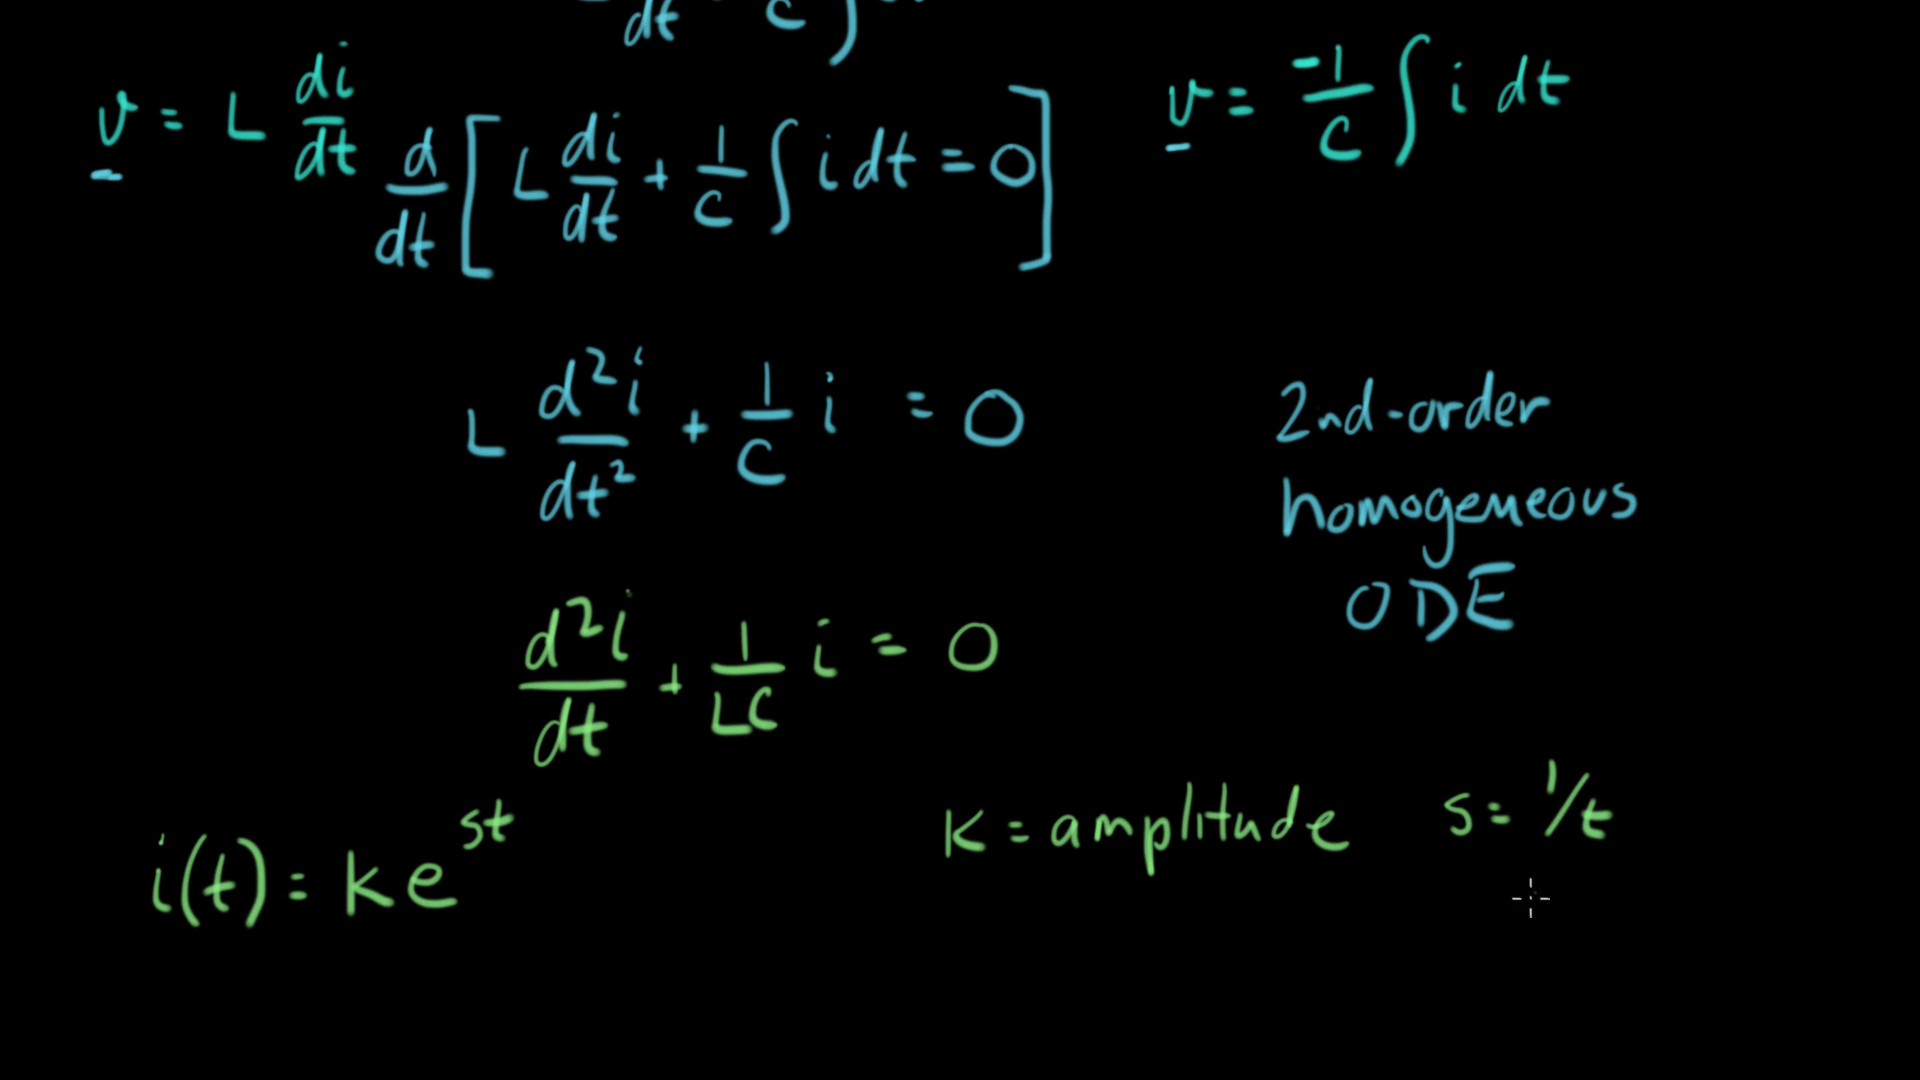 dt C ∫
v = L di/dt
v = -1/C ∫ i dt
d/dt [ L di/dt + 1/C ∫ i dt = 0 ]
L d²i/dt² + 1/C i = 0
2nd-order
homogeneous
ODE
d²i/dt + 1/LC i = 0
i(t) = K e^st
K = amplitude
s = 1/t